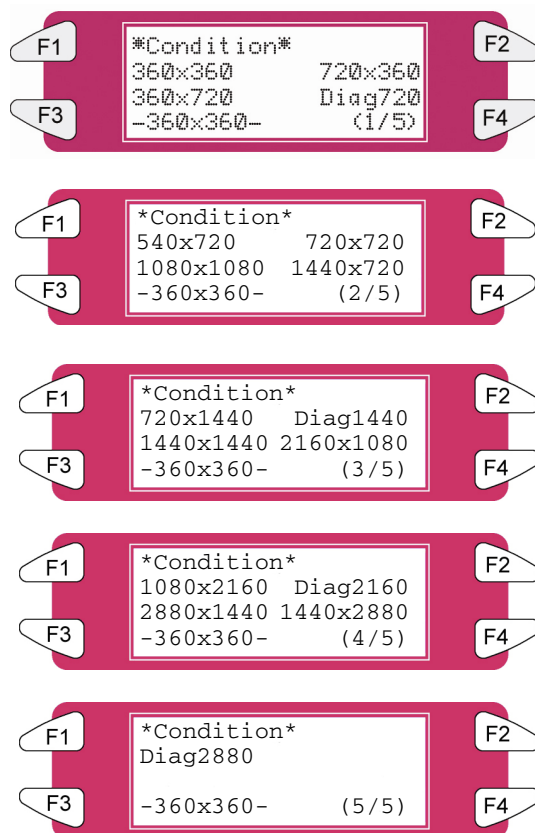 F1 *Condition* F2
360x360 720x360
360x720 Diag720
F3 -360x360- (1/5) F4
F1 *Condition* F2
540x720 720x720
1080x1080 1440x720
F3 -360x360- (2/5) F4
F1 *Condition* F2
720x1440 Diag1440
1440x1440 2160x1080
F3 -360x360- (3/5) F4
F1 *Condition* F2
1080x2160 Diag2160
2880x1440 1440x2880
F3 -360x360- (4/5) F4
F1 *Condition* F2
Diag2880
F3 -360x360- (5/5) F4